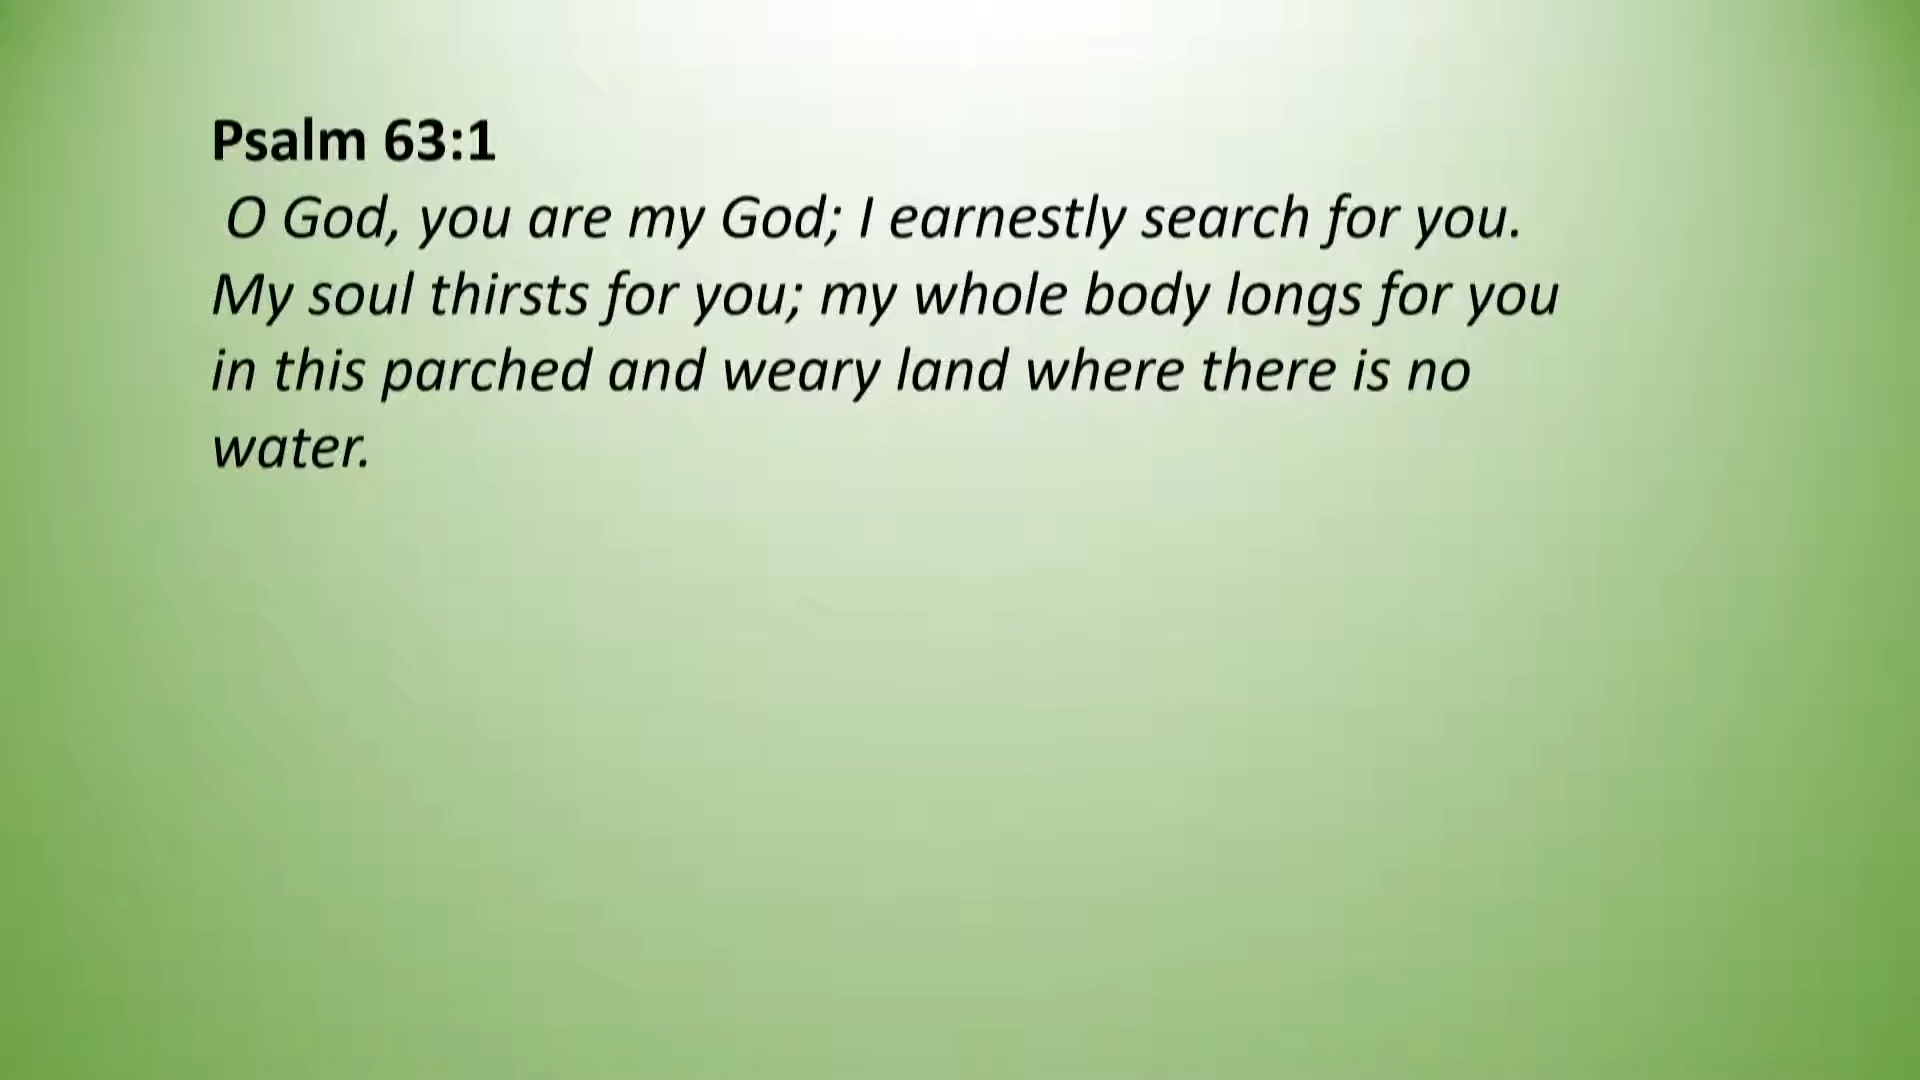 Psalm 63:1
O God, you are my God; I earnestly search for you.
My soul thirsts for you; my whole body longs for you
in this parched and weary land where there is no
water.